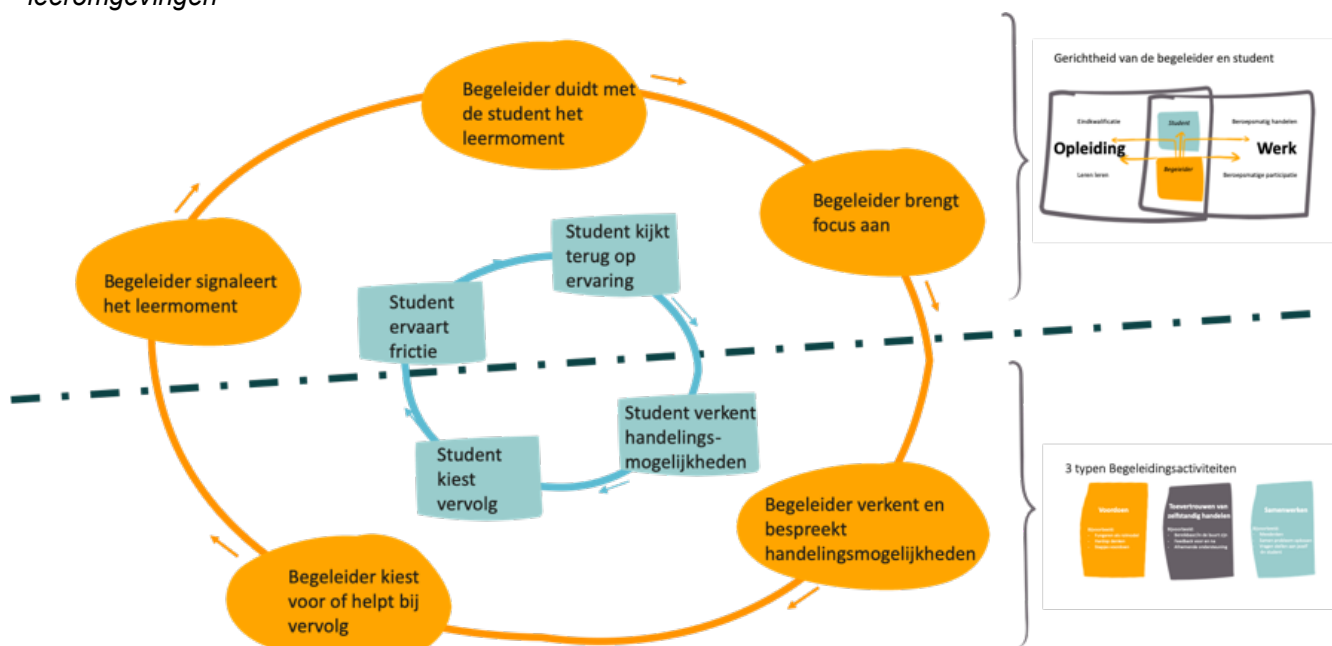 leeromgevingen
Begeleider duidt met
de student het
leermoment
Begeleider brengt
focus aan
Begeleider signaleert
het leermoment
Student kijkt
terug op
ervaring
Student
ervaart
frictie
Student verkent
handelings-
mogelijkheden
Student
kiest
vervolg
Begeleider verkent en
bespreekt
handelingsmogelijkheden
Begeleider kiest
voor of helpt bij
vervolg
Gerichtheid van de begeleider en student
Eindkwalificatie
Student
Beroepsmatig handelen
Opleiding
Werk
Begeleider
Leren leren
Beroepsmatige participatie
3 typen Begeleidingsactiviteiten
Voordoen
Toevertrouwen van
zelfstandig handelen
Samenwerken